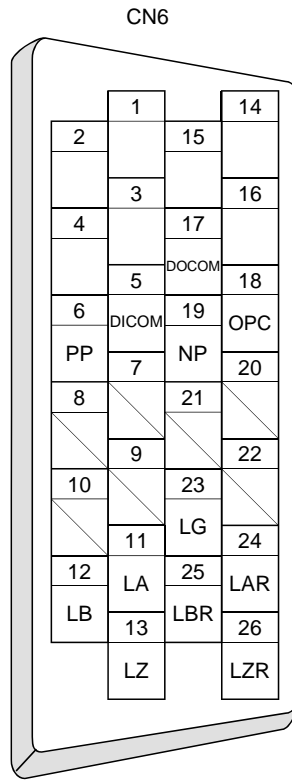 CN6
1 14
2 15
3 16
4 17
DOCOM
5 18
6 DICOM 19 OPC
PP 7 NP 20
8 21
9 22
10 23
LG
11 24
12 LA 25 LAR
LB 13 LBR 26
LZ LZR